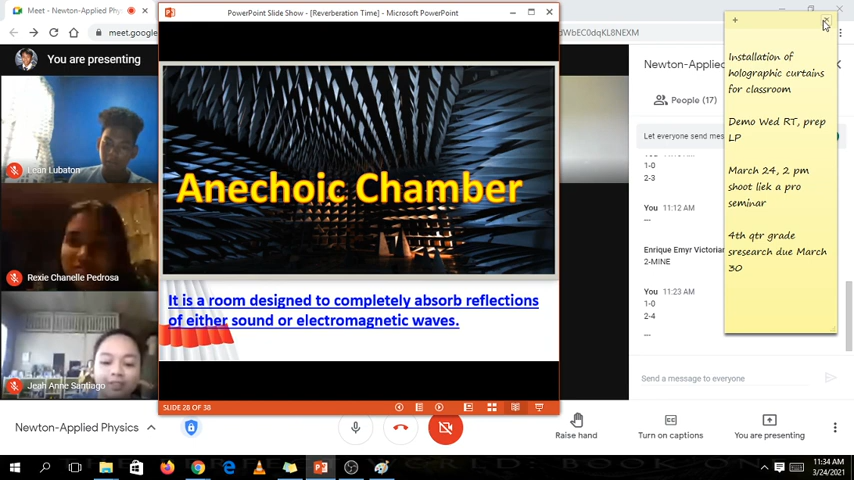 Meet - Newton-Applied Phys
meet.google
wbEC0dqKL8NEXM
You are presenting
PowerPoint Slide Show - [Reverberation Time] - Microsoft PowerPoint
Lean Lubaton
Rexie Chanelle Pedrosa
Jeah Anne Santiago
Anechoic Chamber
It is a room designed to completely absorb reflections
of either sound or electromagnetic waves.
SLIDE 28 OF 38
Newton-Applied
People (17)
Let everyone send mess
1-0
2-3
You 11:12 AM
---
Enrique Emyr Victorian
2-MINE
You 11:23 AM
1-0
2-4
---
Send a message to everyone
+
Installation of
holographic curtains
for classroom
Demo Wed RT, prep
LP
March 24, 2 pm
shoot liek a pro
seminar
4th qtr grade
sresearch due March
30
Newton-Applied Physics
Raise hand
Turn on captions
You are presenting
11:34 AM
3/24/2021